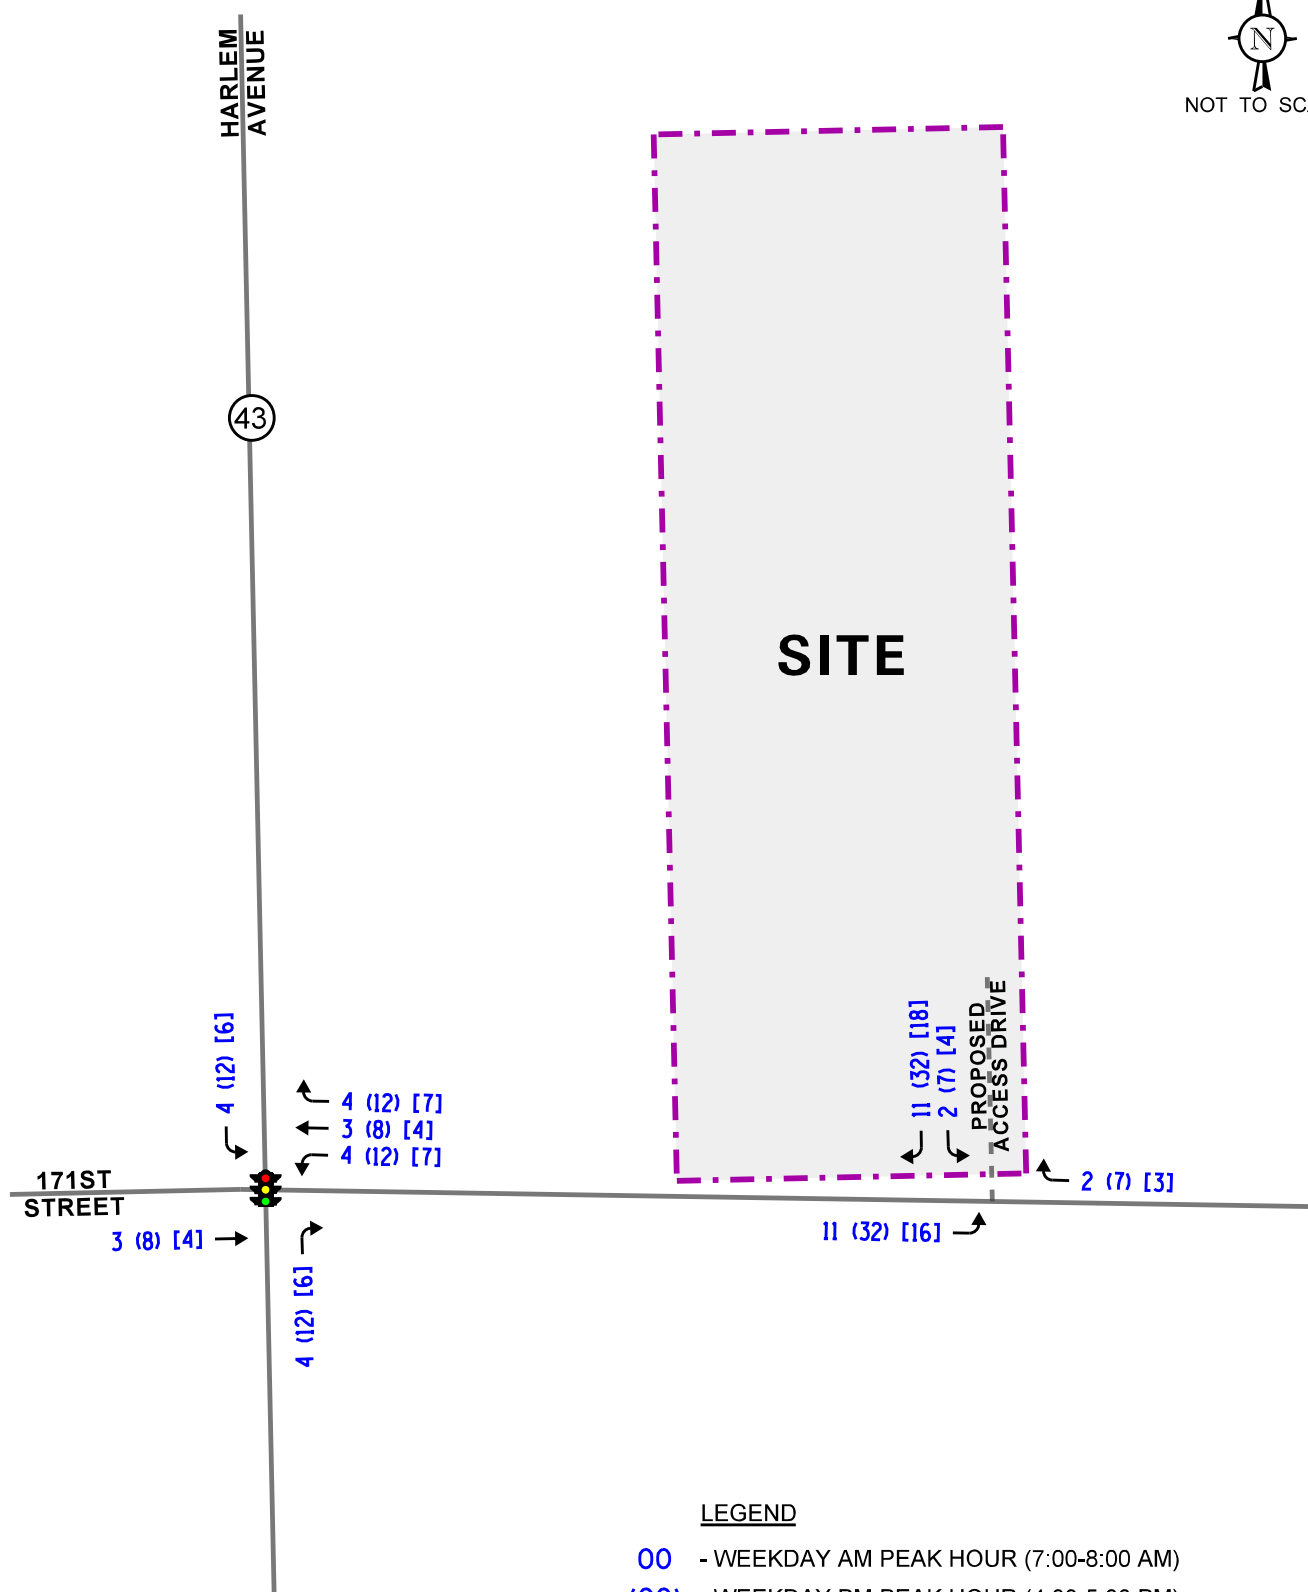 HARLEM
AVENUE
N
NOT TO
43
SITE
PROPOSED
ACCESS DRIVE
11 (32) [18]
2 (7) [4]
4 (12) [6]
4 (12) [7]
3 (8) [4]
4 (12) [7]
171ST
STREET
2 (7) [3]
3 (8) [4]
11 (32) [16]
4 (12) [6]
LEGEND
00 - WEEKDAY AM PEAK HOUR (7:00-8:00 AM)